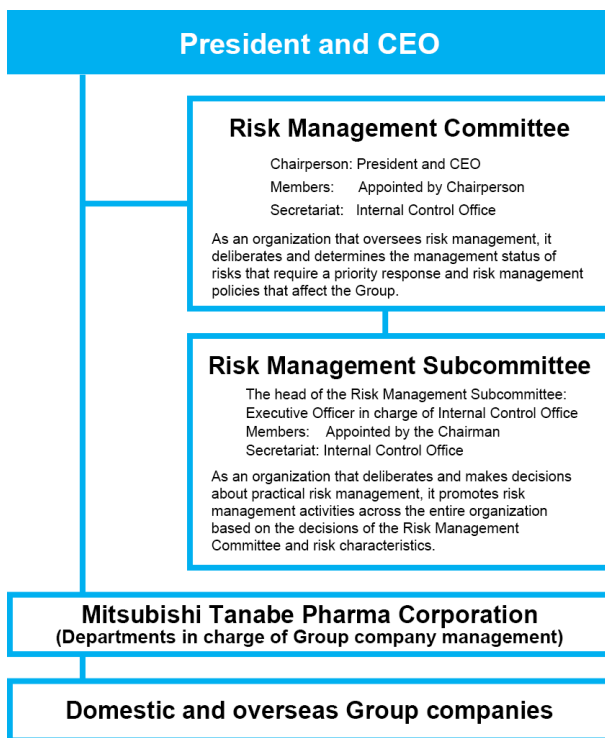 President and CEO
Risk Management Committee
Chairperson: President and CEO
Members: Appointed by Chairperson
Secretariat: Internal Control Office
As an organization that oversees risk management, it
deliberates and determines the management status of
risks that require a priority response and risk management
policies that affect the Group.
Risk Management Subcommittee
The head of the Risk Management Subcommittee:
Executive Officer in charge of Internal Control Office
Members: Appointed by the Chairman
Secretariat: Internal Control Office
As an organization that deliberates and makes decisions
about practical risk management, it promotes risk
management activities across the entire organization
based on the decisions of the Risk Management
Committee and risk characteristics.
Mitsubishi Tanabe Pharma Corporation
(Departments in charge of Group company management)
Domestic and overseas Group companies